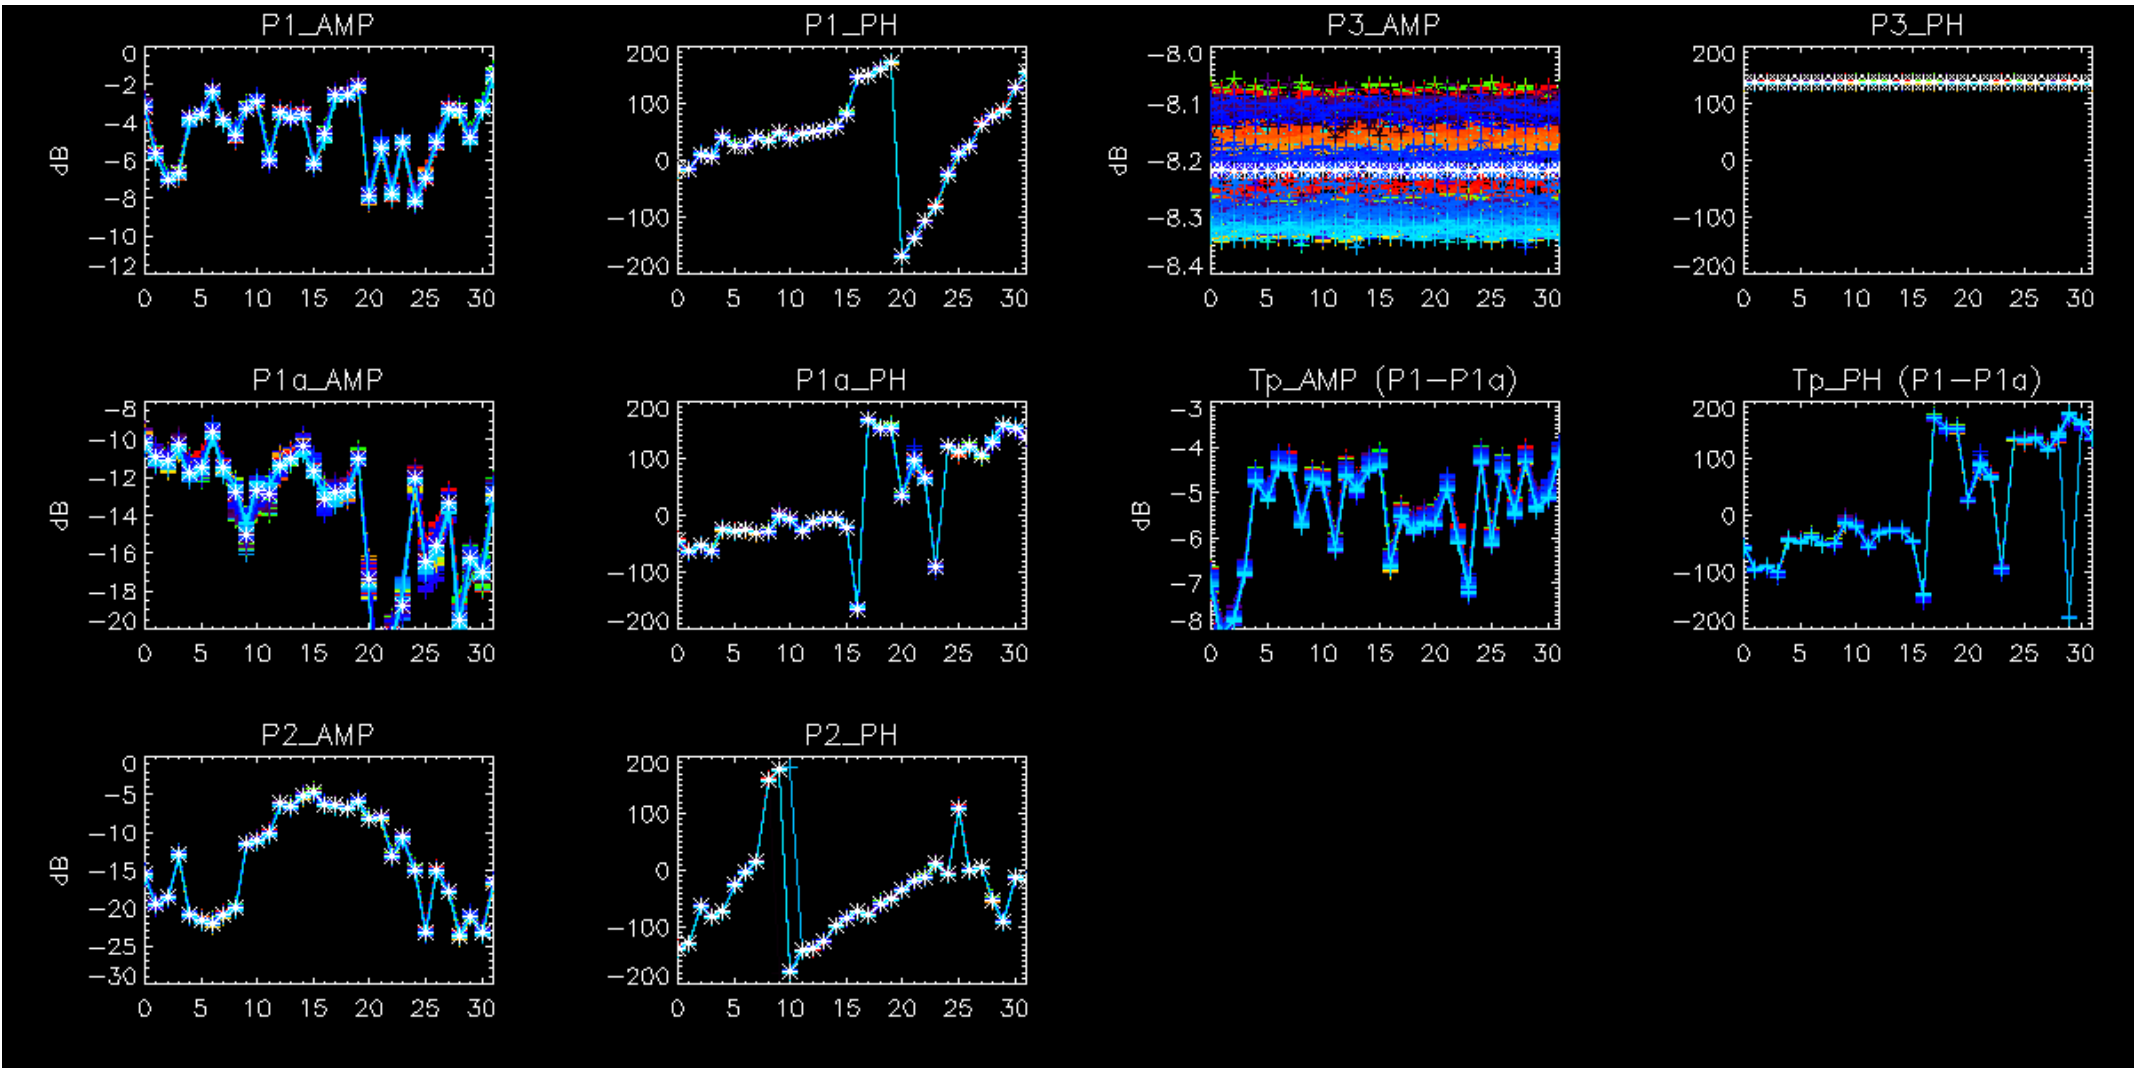 P1_AMP
P1_PH
P3_AMP
P3_PH
dB
0
-2
-4
-6
-8
-10
-12
0 5 10 15 20 25 30
200
100
0
-100
-200
0 5 10 15 20 25 30
dB
-8.0
-8.1
-8.2
-8.3
-8.4
0 5 10 15 20 25 30
200
100
0
-100
-200
0 5 10 15 20 25 30
P1a_AMP
P1a_PH
Tp_AMP (P1-P1a)
Tp_PH (P1-P1a)
dB
-8
-10
-12
-14
-16
-18
-20
0 5 10 15 20 25 30
200
100
0
-100
-200
0 5 10 15 20 25 30
dB
-3
-4
-5
-6
-7
-8
0 5 10 15 20 25 30
200
100
0
-100
-200
0 5 10 15 20 25 30
P2_AMP
P2_PH
dB
0
-5
-10
-15
-20
-25
-30
0 5 10 15 20 25 30
200
100
0
-100
-200
0 5 10 15 20 25 30